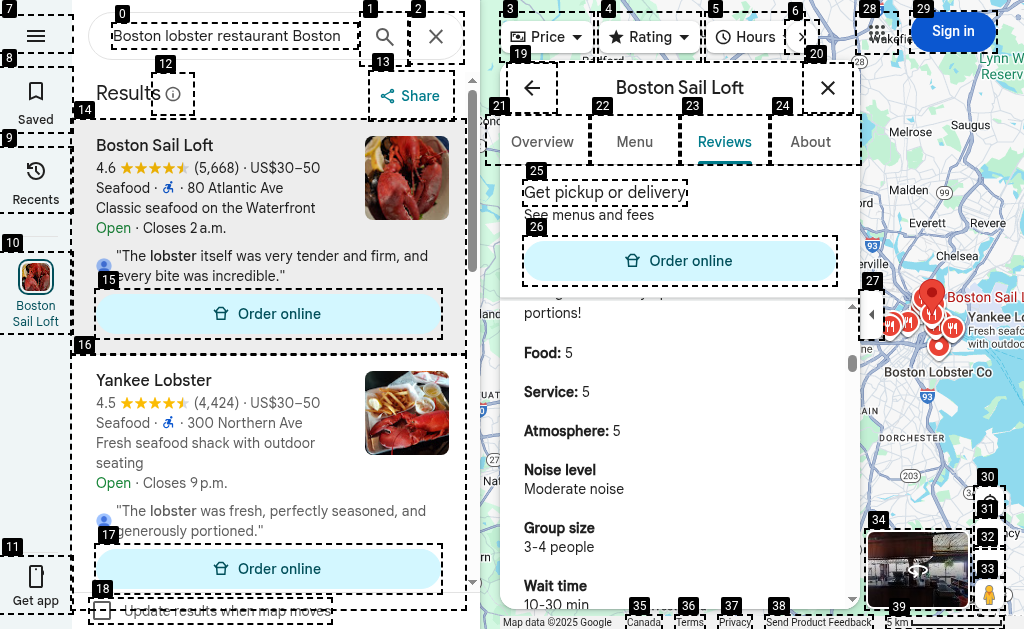 Boston lobster restaurant Boston
Price
Rating
Hours
Sign in
Saved
Recents
Boston
Sail Loft
Get app
Results
Share
Boston Sail Loft
4.6 (5,668) · US$30–50
Seafood · · 80 Atlantic Ave
Classic seafood on the Waterfront
Open · Closes 2 a.m.
"The lobster itself was very tender and firm, and
every bite was incredible."
Order online
Yankee Lobster
4.5 (4,424) · US$30–50
Seafood · · 300 Northern Ave
Fresh seafood shack with outdoor
seating
Open · Closes 9 p.m.
"The lobster was fresh, perfectly seasoned, and
generously portioned."
Order online
Update results when map moves
Boston Sail Loft
Overview
Menu
Reviews
About
Get pickup or delivery
See menus and fees
Order online
portions!
Food: 5
Service: 5
Atmosphere: 5
Noise level
Moderate noise
Group size
3-4 people
Wait time
10-30 min
Lynn W
Reserv
Melrose
Saugus
Malden
Everett
Revere
Chelsea
93
Boston Sail L
Yankee Lo
Fresh seafo
with outdoo
Boston Lobster Co
93
DORCHESTER
203
Map data ©2025 Google
Canada
Terms
Privacy
Send Product Feedback
5 km
0
1
2
3
4
5
6
7
8
9
10
11
12
13
14
15
16
17
18
19
20
21
22
23
24
25
26
27
28
29
30
31
32
33
34
35
36
37
38
39